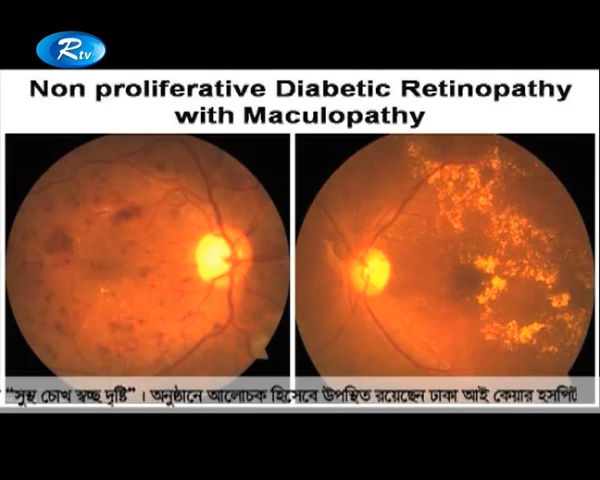 Rtv
Non proliferative Diabetic Retinopathy
with Maculopathy
"সুস্থ চোখ স্বচ্ছ দৃষ্টি"। অনুষ্ঠানে আলোচক হিসেবে উপস্থিত রয়েছেন ঢাকা আই কেয়ার হসপিট